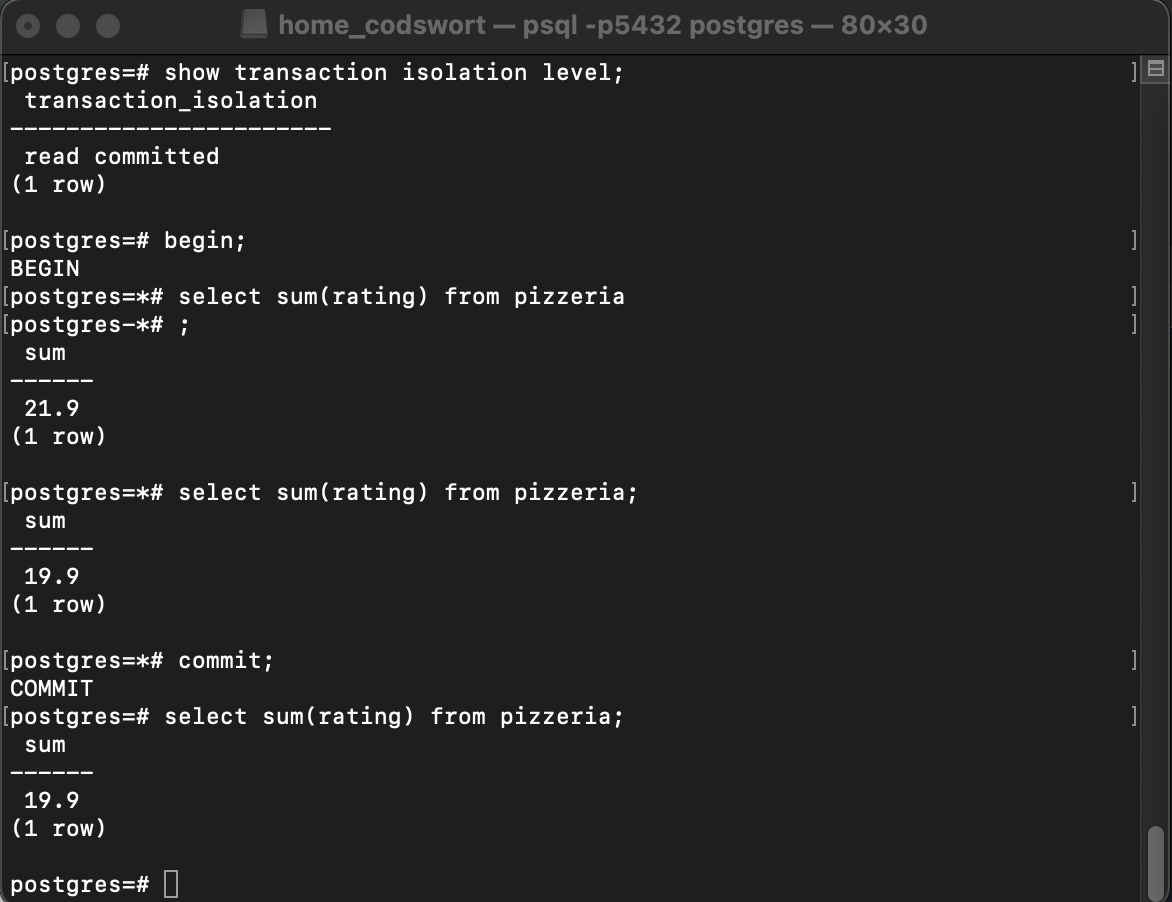 home_codswort — psql -p5432 postgres — 80×30
[postgres=# show transaction isolation level; ]
 transaction_isolation
-----------------------
 read committed
(1 row)

[postgres=# begin; ]
BEGIN
[postgres=*# select sum(rating) from pizzeria ]
[postgres-*# ; ]
 sum
------
 21.9
(1 row)

[postgres=*# select sum(rating) from pizzeria; ]
 sum
------
 19.9
(1 row)

[postgres=*# commit; ]
COMMIT
[postgres=# select sum(rating) from pizzeria; ]
 sum
------
 19.9
(1 row)

postgres=#